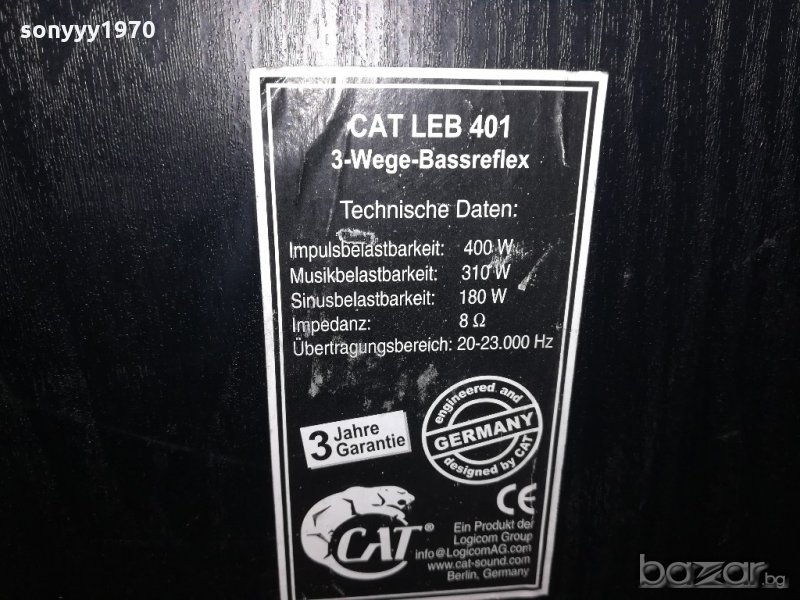 sonyyy1970
CAT LEB 401
3-Wege-Bassreflex
Technische Daten:
Impulsbelastbarkeit: 400 W
Musikbelastbarkeit: 310 W
Sinusbelastbarkeit: 180 W
Impedanz: 8 Ω
Übertragungsbereich: 20-23.000 Hz
3 Jahre
Garantie
engineered and
GERMANY
designed by CAT
CE
CAT®
Ein Produkt der
Logicom Group
info@LogicomAG.com
www.cat-sound.com
Berlin, Germany
bazar.bg